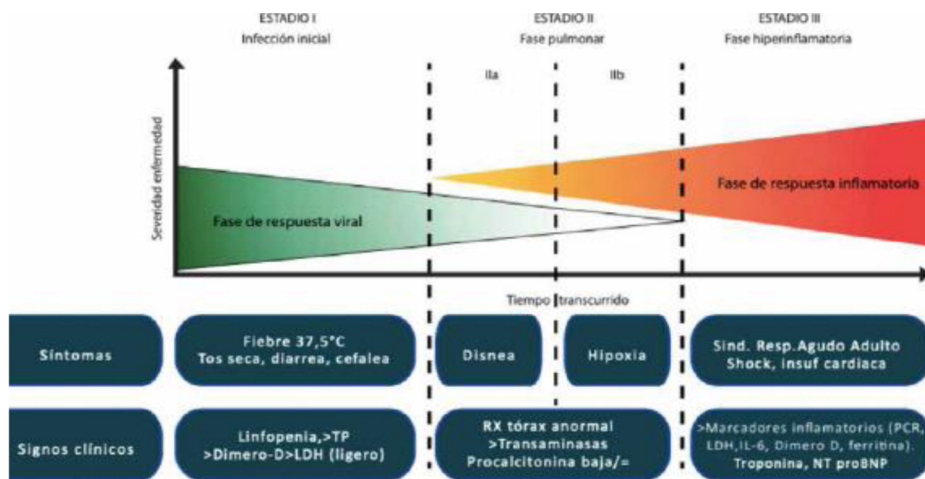 ESTADIO I
Infección inicial
ESTADIO II
Fase pulmonar
ESTADIO III
Fase hiperinflamatoria
IIa
IIb
Severidad enfermedad
Fase de respuesta viral
Fase de respuesta inflamatoria
Tiempo transcurrido
Síntomas
Fiebre 37,5°C
Tos seca, diarrea, cefalea
Disnea
Hipoxia
Sind. Resp.Agudo Adulto
Shock, insuf cardiaca
Signos clínicos
Linfopenia,>TP
>Dimero-D>LDH (ligero)
RX tórax anormal
>Transaminasas
Procalcitonina baja/=
>Marcadores inflamatorios (PCR,
LDH,IL-6, Dimero D, ferritina).
Troponina, NT proBNP